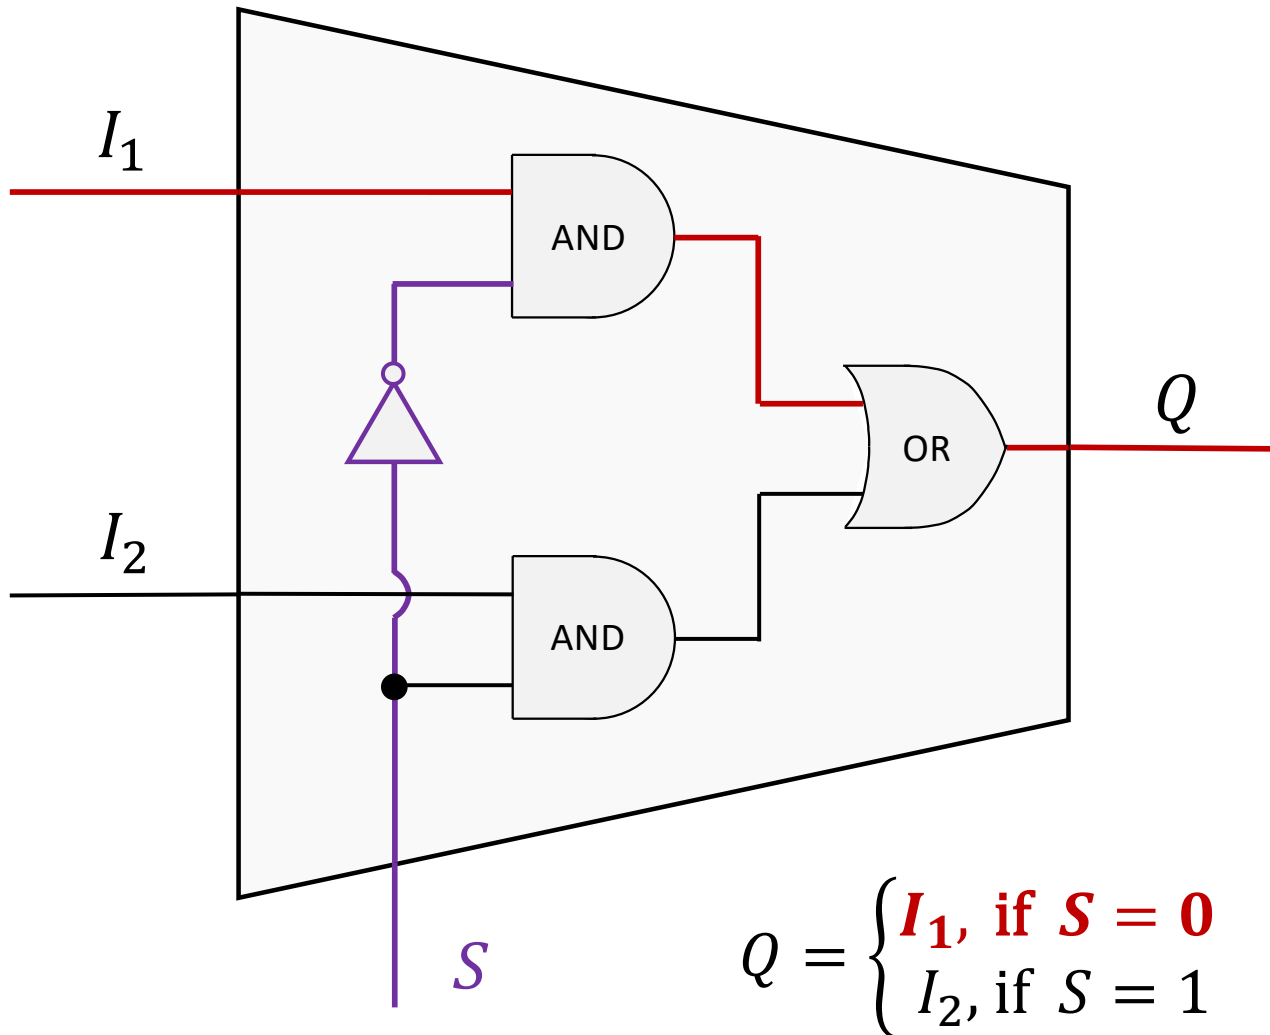 I₁
AND
Q
OR
I₂
AND
S
Q = { I₁, if S = 0
I₂, if S = 1